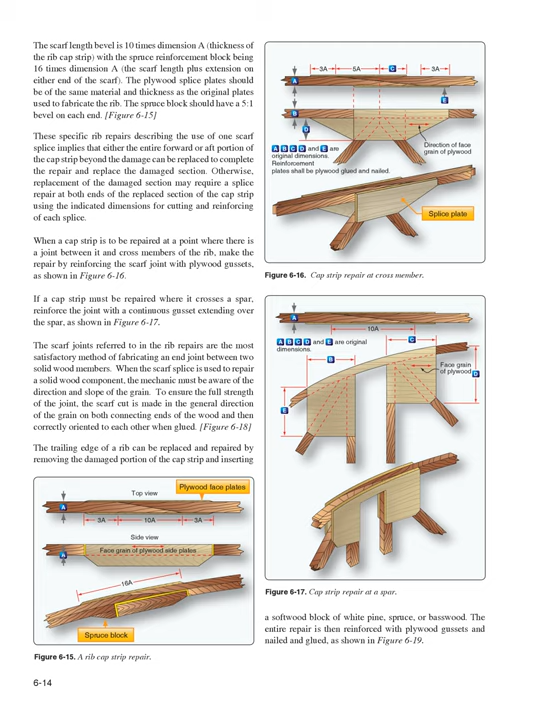 The scarf length bevel is 10 times dimension A (thickness of
the rib cap strip) with the spruce reinforcement block being
16 times dimension A (the scarf length plus extension on
either end of the scarf). The plywood splice plates should
be of the same material and thickness as the original plates
used to fabricate the rib. The spruce block should have a 5:1
bevel on each end. [Figure 6-15]
These specific rib repairs describing the use of one scarf
splice implies that either the entire forward or aft portion of
the cap strip beyond the damage can be replaced to complete
the repair and replace the damaged section. Otherwise,
replacement of the damaged section may require a splice
repair at both ends of the replaced section of the cap strip
using the indicated dimensions for cutting and reinforcing
of each splice.
When a cap strip is to be repaired at a point where there is
a joint between it and cross members of the rib, make the
repair by reinforcing the scarf joint with plywood gussets,
as shown in Figure 6-16.
If a cap strip must be repaired where it crosses a spar,
reinforce the joint with a continuous gusset extending over
the spar, as shown in Figure 6-17.
The scarf joints referred to in the rib repairs are the most
satisfactory method of fabricating an end joint between two
solid wood members. When the scarf splice is used to repair
a solid wood component, the mechanic must be aware of the
direction and slope of the grain. To ensure the full strength
of the joint, the scarf cut is made in the general direction
of the grain on both connecting ends of the wood and then
correctly oriented to each other when glued. [Figure 6-18]
The trailing edge of a rib can be replaced and repaired by
removing the damaged portion of the cap strip and inserting
Top view
Plywood face plates
A
3A 10A 3A
Side view
A
Face grain of plywood side plates
16A
Spruce block
Figure 6-15. A rib cap strip repair.
3A 5A C 3A
A
E
B
D
A B C D and E are
original dimensions.
Reinforcement
plates shall be plywood glued and nailed.
Direction of face
grain of plywood
Splice plate
Figure 6-16. Cap strip repair at cross member.
A
10A
A B C D and E are original
dimensions.
C
B
Face grain
of plywood
D
E
Figure 6-17. Cap strip repair at a spar.
a softwood block of white pine, spruce, or basswood. The
entire repair is then reinforced with plywood gussets and
nailed and glued, as shown in Figure 6-19.
6-14